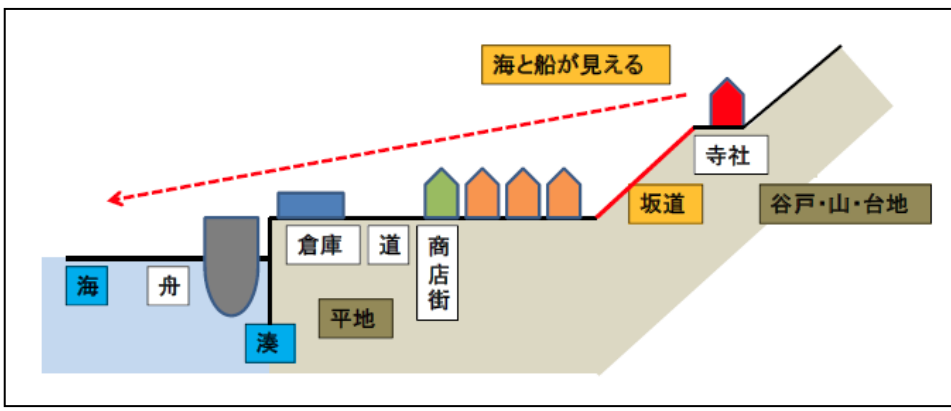 海と船が見える
寺社
坂道
谷戸・山・台地
倉庫
道
商店街
海
舟
平地
湊